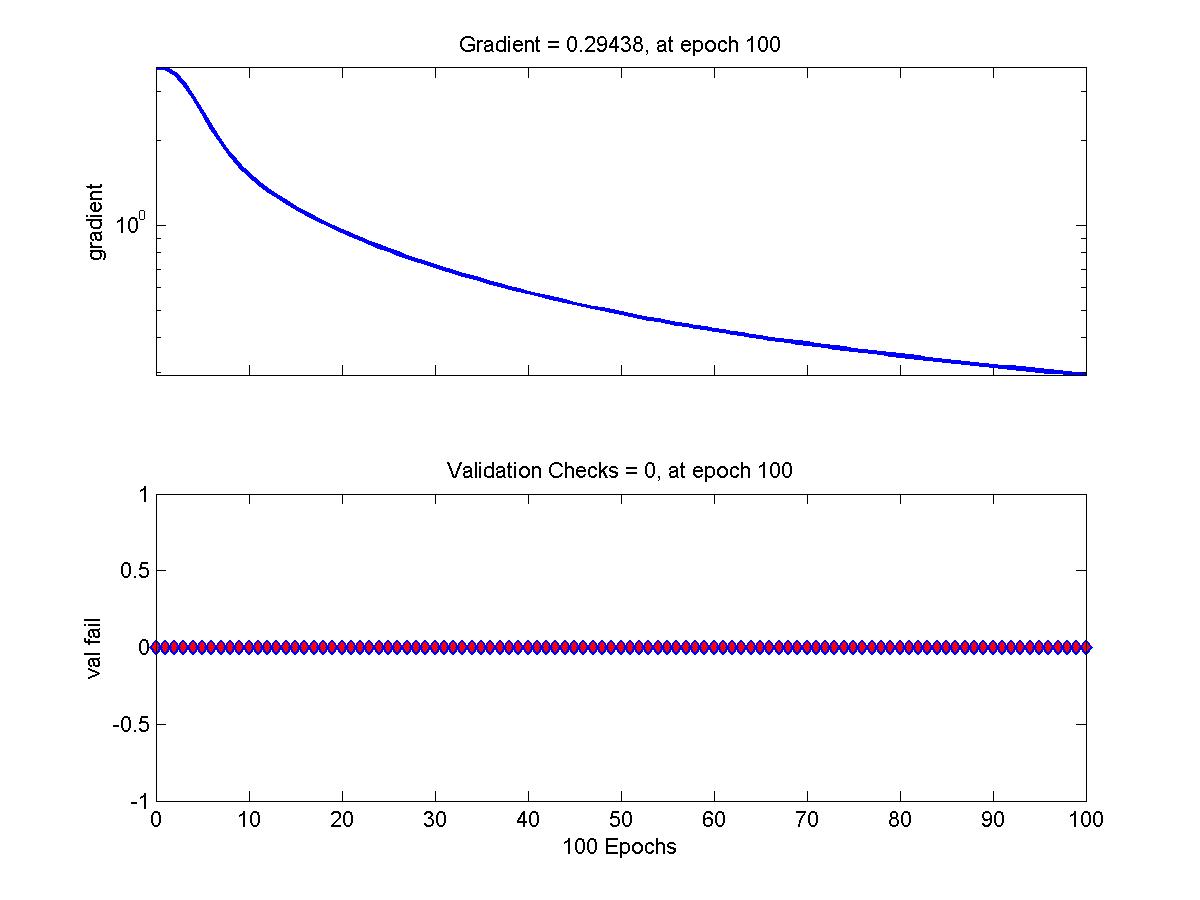 Gradient = 0.29438, at epoch 100
gradient
10^0
Validation Checks = 0, at epoch 100
val fail
1
0.5
0
-0.5
-1
0 10 20 30 40 50 60 70 80 90 100
100 Epochs